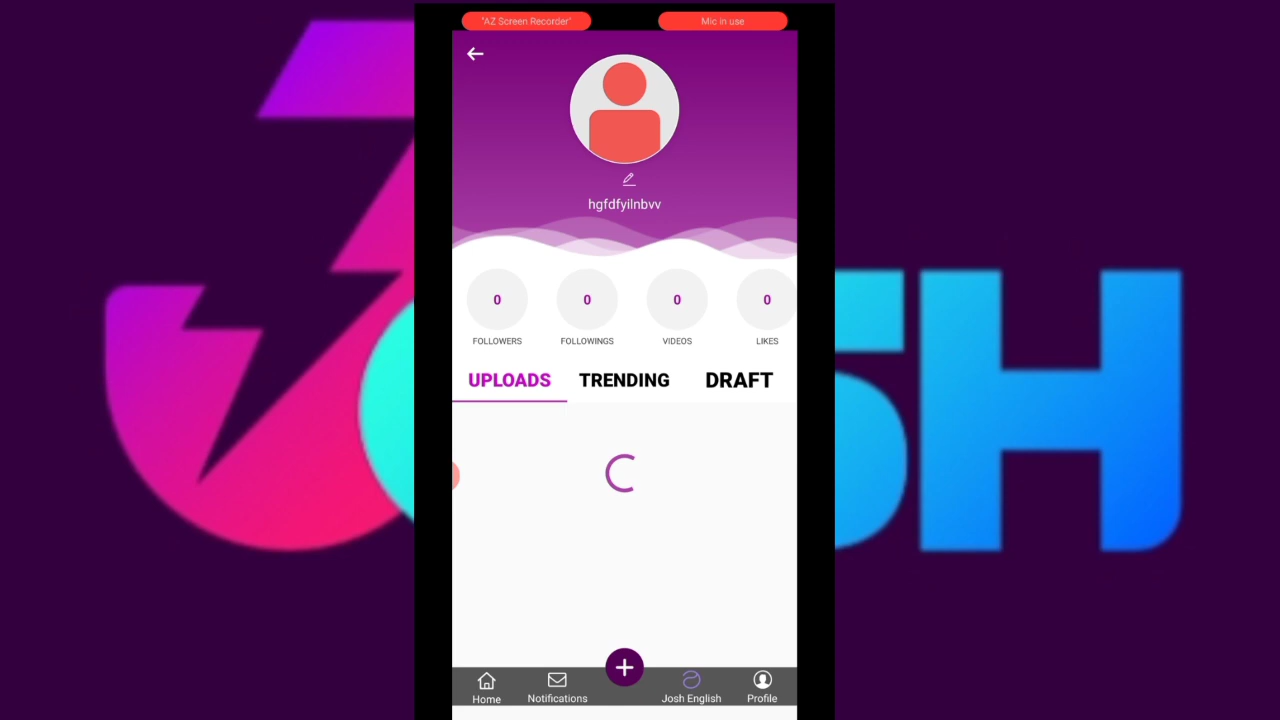 "AZ Screen Recorder"
Mic in use
hgfdfyilnbvv
0
0
0
0
FOLLOWERS
FOLLOWINGS
VIDEOS
LIKES
UPLOADS
TRENDING
DRAFT
Home
Notifications
Josh English
Profile
JOSH